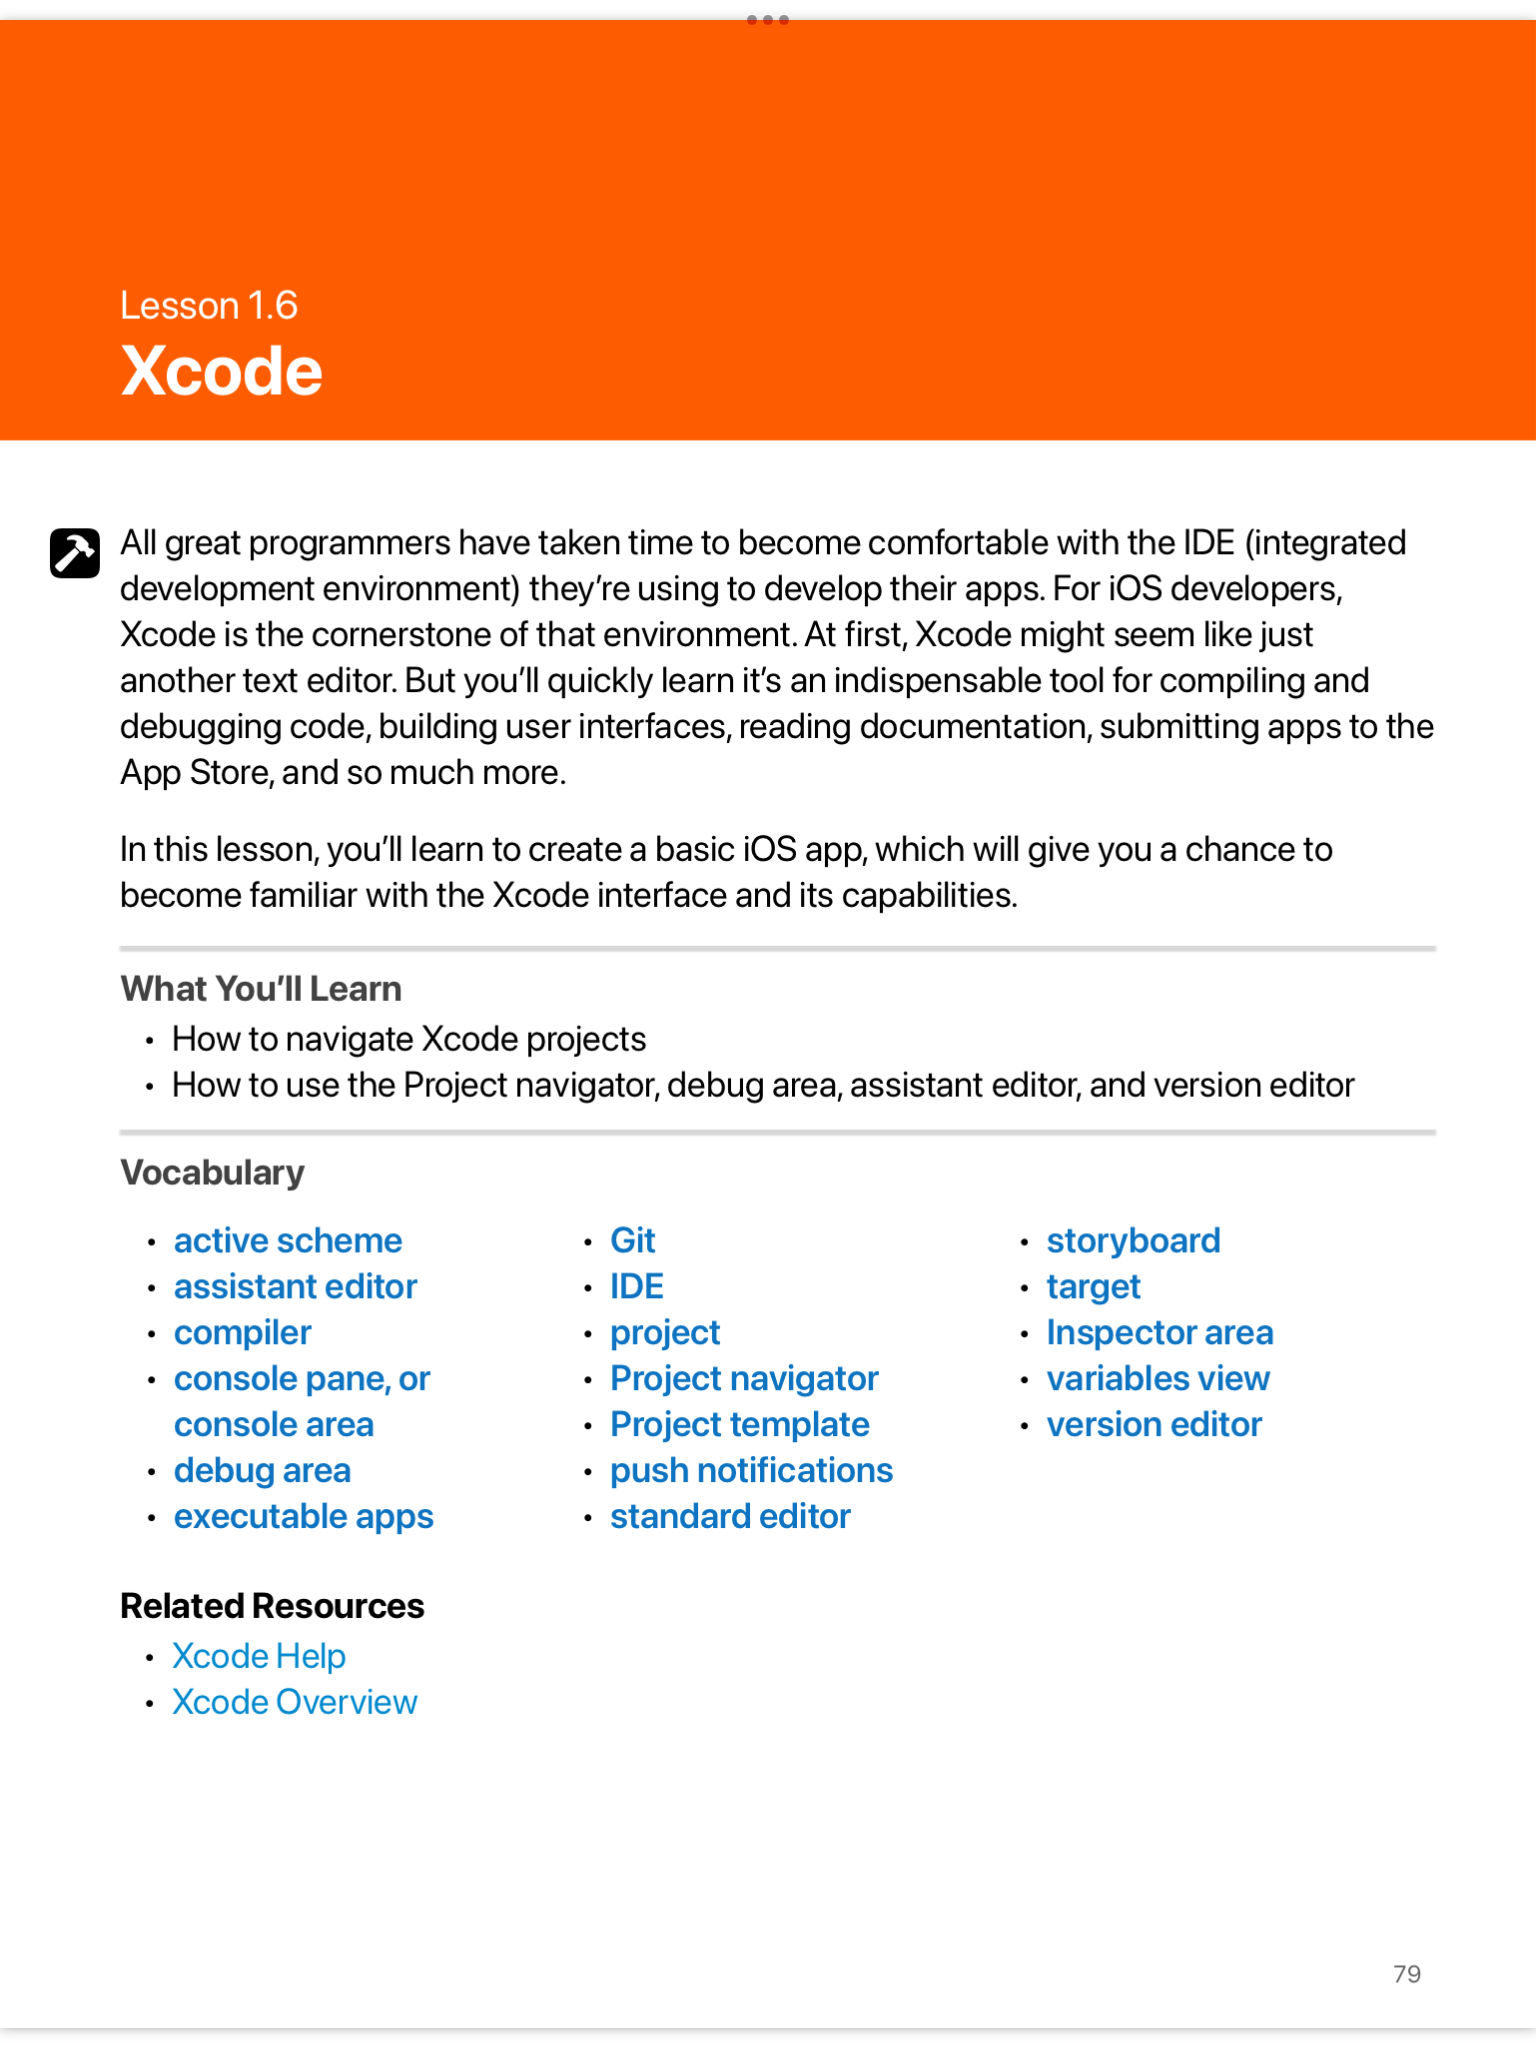 Lesson 1.6
Xcode
All great programmers have taken time to become comfortable with the IDE (integrated
development environment) they’re using to develop their apps. For iOS developers,
Xcode is the cornerstone of that environment. At first, Xcode might seem like just
another text editor. But you’ll quickly learn it’s an indispensable tool for compiling and
debugging code, building user interfaces, reading documentation, submitting apps to the
App Store, and so much more.
In this lesson, you’ll learn to create a basic iOS app, which will give you a chance to
become familiar with the Xcode interface and its capabilities.
What You’ll Learn
• How to navigate Xcode projects
• How to use the Project navigator, debug area, assistant editor, and version editor
Vocabulary
• active scheme
• assistant editor
• compiler
• console pane, or
console area
• debug area
• executable apps
• Git
• IDE
• project
• Project navigator
• Project template
• push notifications
• standard editor
• storyboard
• target
• Inspector area
• variables view
• version editor
Related Resources
• Xcode Help
• Xcode Overview
79